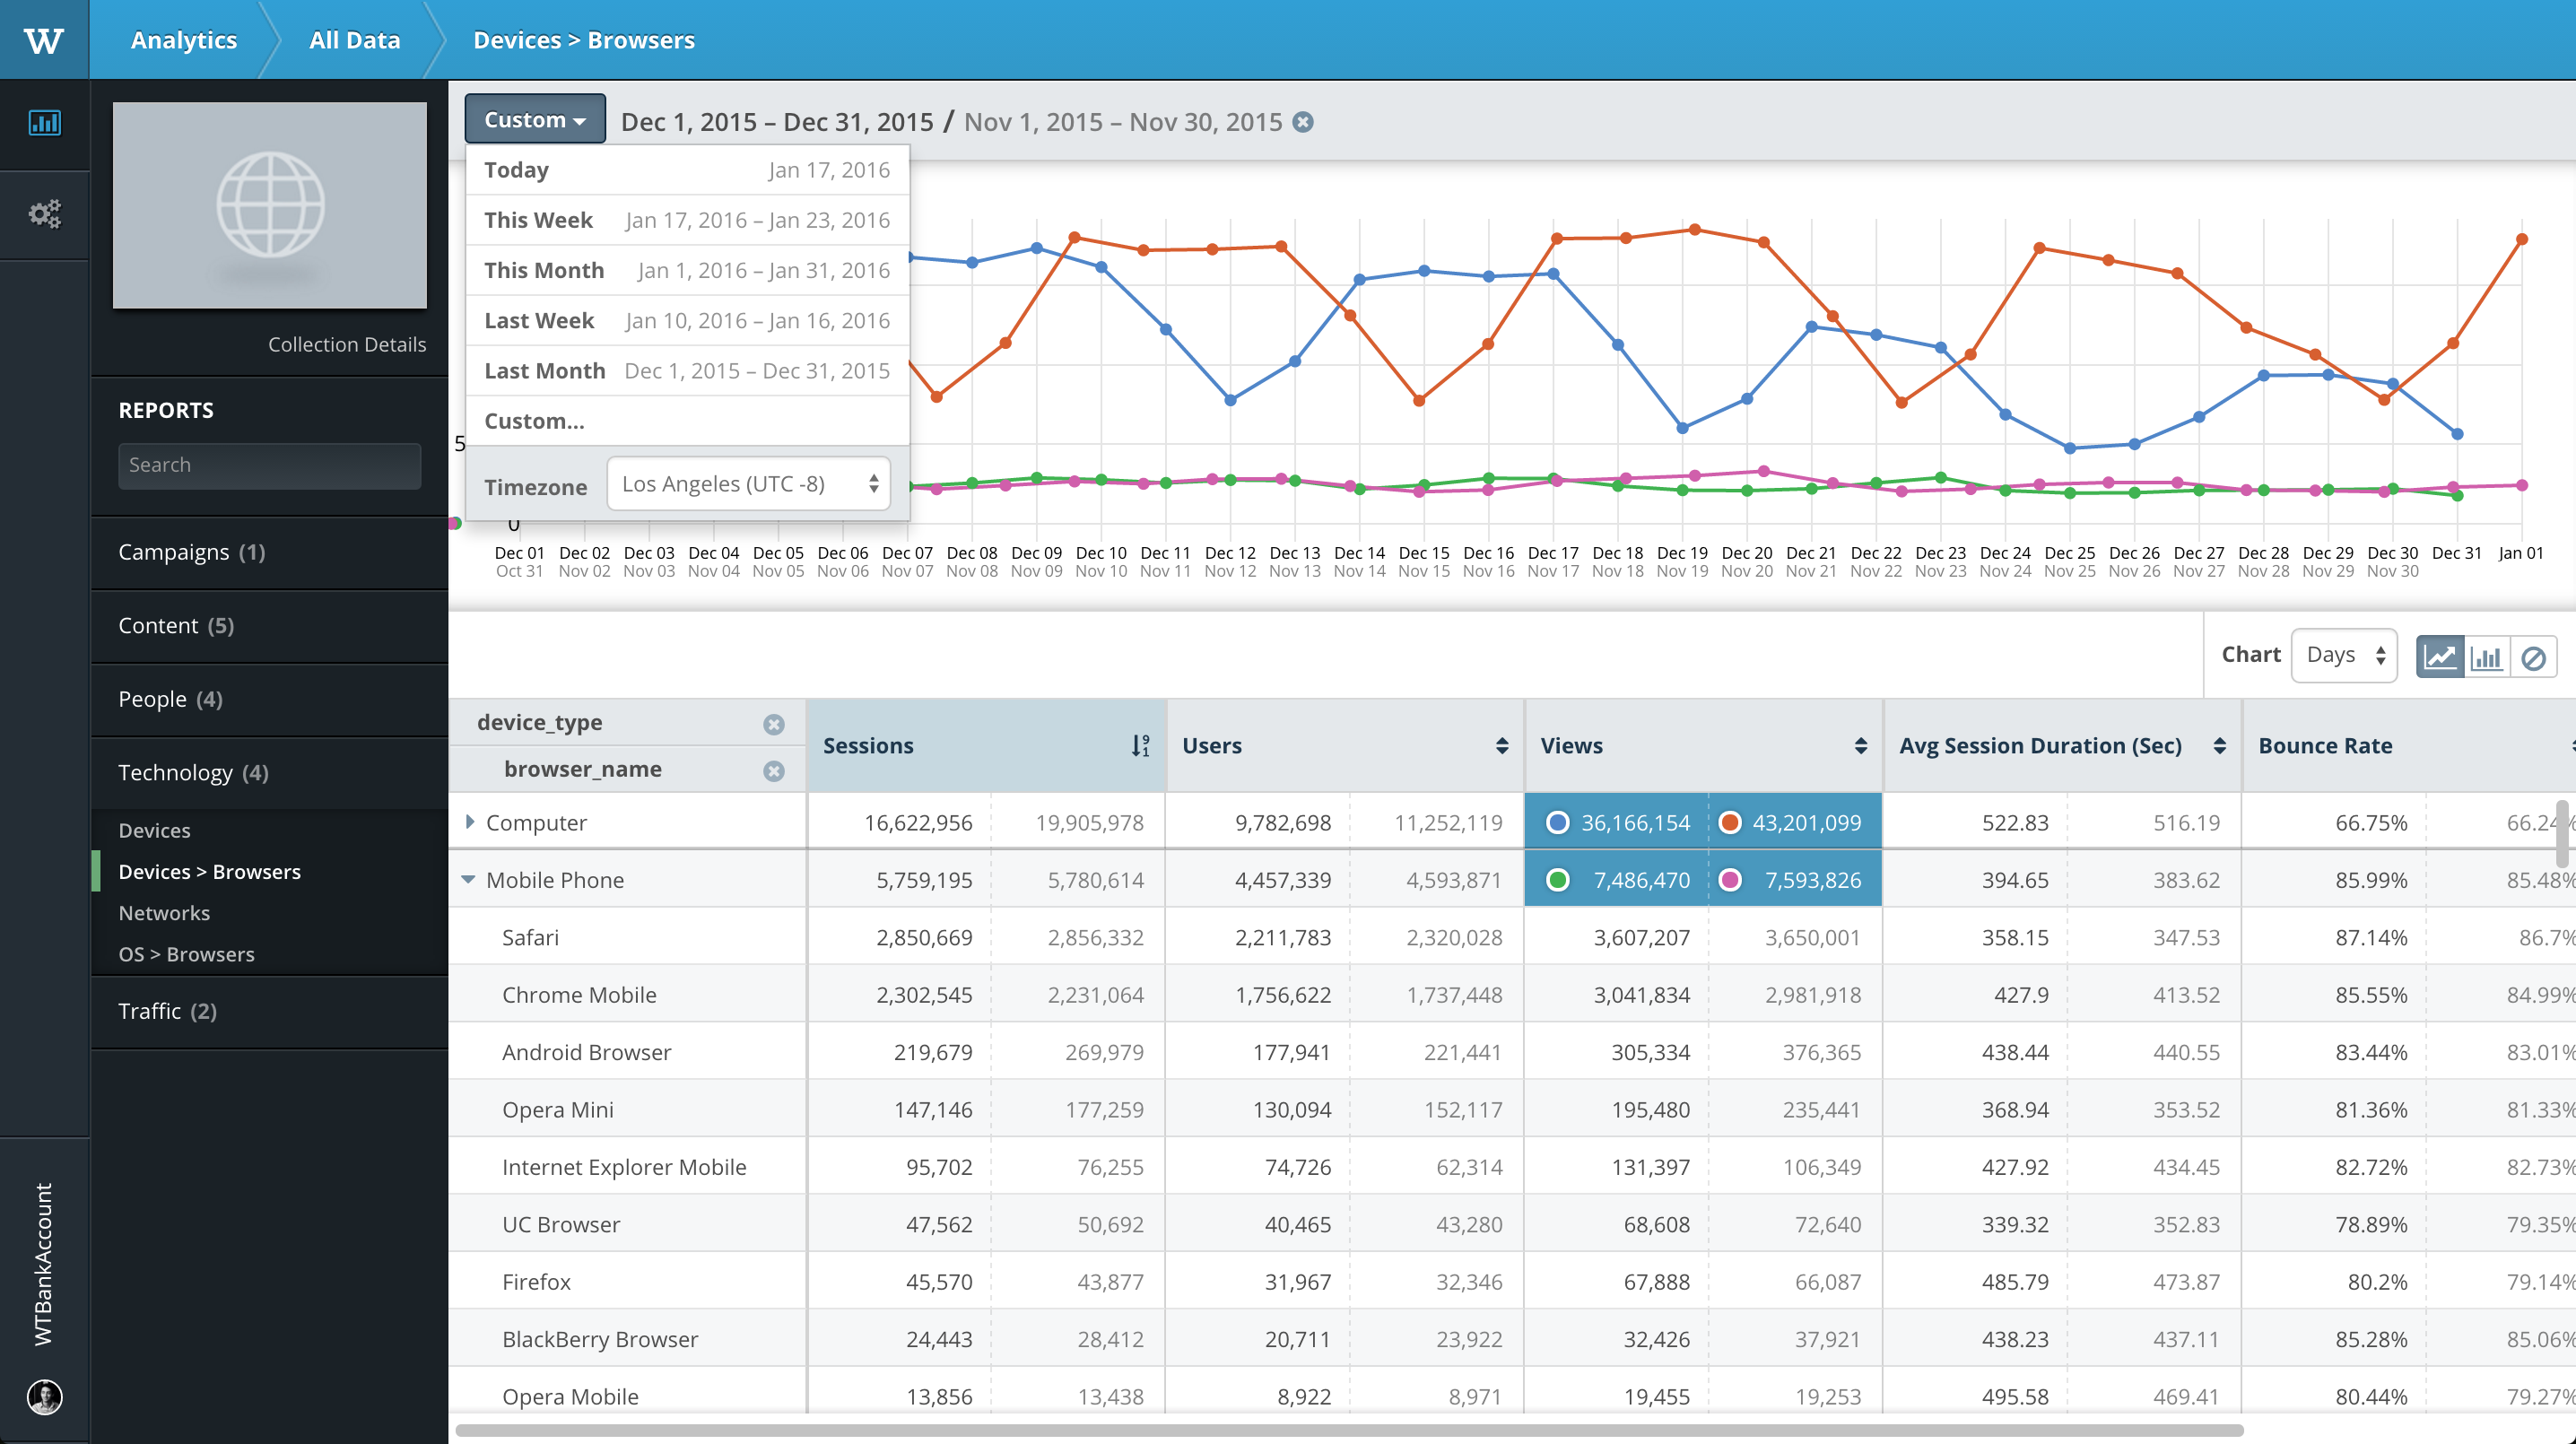 W
Analytics
All Data
Devices > Browsers
Custom
Dec 1, 2015 – Dec 31, 2015 / Nov 1, 2015 – Nov 30, 2015
Today Jan 17, 2016
This Week Jan 17, 2016 – Jan 23, 2016
This Month Jan 1, 2016 – Jan 31, 2016
Last Week Jan 10, 2016 – Jan 16, 2016
Last Month Dec 1, 2015 – Dec 31, 2015
Custom...
Timezone Los Angeles (UTC -8)
5
0
Dec 01 Dec 02 Dec 03 Dec 04 Dec 05 Dec 06 Dec 07 Dec 08 Dec 09 Dec 10 Dec 11 Dec 12 Dec 13 Dec 14 Dec 15 Dec 16 Dec 17 Dec 18 Dec 19 Dec 20 Dec 21 Dec 22 Dec 23 Dec 24 Dec 25 Dec 26 Dec 27 Dec 28 Dec 29 Dec 30 Dec 31 Jan 01
Oct 31 Nov 02 Nov 03 Nov 04 Nov 05 Nov 06 Nov 07 Nov 08 Nov 09 Nov 10 Nov 11 Nov 12 Nov 13 Nov 14 Nov 15 Nov 16 Nov 17 Nov 18 Nov 19 Nov 20 Nov 21 Nov 22 Nov 23 Nov 24 Nov 25 Nov 26 Nov 27 Nov 28 Nov 29 Nov 30
Collection Details
REPORTS
Search
Campaigns (1)
Content (5)
People (4)
Technology (4)
Devices
Devices > Browsers
Networks
OS > Browsers
Traffic (2)
WTBankAccount
Chart Days
device_type
browser_name
Sessions 9 1 Users Views Avg Session Duration (Sec) Bounce Rate
Computer 16,622,956 19,905,978 9,782,698 11,252,119 36,166,154 43,201,099 522.83 516.19 66.75% 66.24%
Mobile Phone 5,759,195 5,780,614 4,457,339 4,593,871 7,486,470 7,593,826 394.65 383.62 85.99% 85.48%
Safari 2,850,669 2,856,332 2,211,783 2,320,028 3,607,207 3,650,001 358.15 347.53 87.14% 86.7%
Chrome Mobile 2,302,545 2,231,064 1,756,622 1,737,448 3,041,834 2,981,918 427.9 413.52 85.55% 84.99%
Android Browser 219,679 269,979 177,941 221,441 305,334 376,365 438.44 440.55 83.44% 83.01%
Opera Mini 147,146 177,259 130,094 152,117 195,480 235,441 368.94 353.52 81.36% 81.33%
Internet Explorer Mobile 95,702 76,255 74,726 62,314 131,397 106,349 427.92 434.45 82.72% 82.73%
UC Browser 47,562 50,692 40,465 43,280 68,608 72,640 339.32 352.83 78.89% 79.35%
Firefox 45,570 43,877 31,967 32,346 67,888 66,087 485.79 473.87 80.2% 79.14%
BlackBerry Browser 24,443 28,412 20,711 23,922 32,426 37,921 438.23 437.11 85.28% 85.06%
Opera Mobile 13,856 13,438 8,922 8,971 19,455 19,253 495.58 469.41 80.44% 79.27%